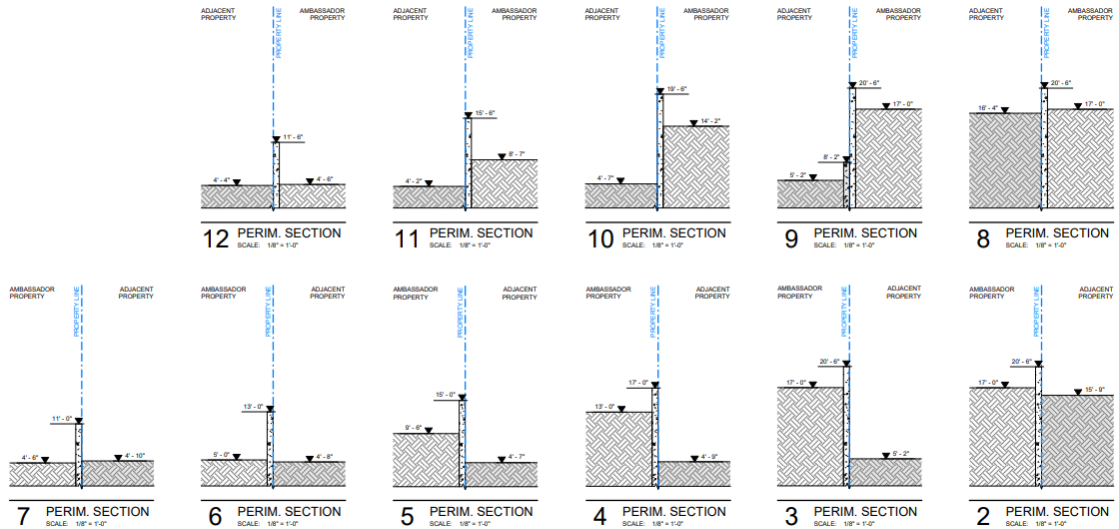 ADJACENT PROPERTY
AMBASSADOR PROPERTY
PROPERTY LINE
11' - 6"
4' - 4"
4' - 6"
12 PERIM. SECTION
SCALE: 1/8" = 1'-0"
ADJACENT PROPERTY
AMBASSADOR PROPERTY
PROPERTY LINE
15' - 6"
8' - 7"
4' - 2"
11 PERIM. SECTION
SCALE: 1/8" = 1'-0"
ADJACENT PROPERTY
AMBASSADOR PROPERTY
PROPERTY LINE
19' - 6"
14' - 2"
4' - 7"
10 PERIM. SECTION
SCALE: 1/8" = 1'-0"
ADJACENT PROPERTY
AMBASSADOR PROPERTY
PROPERTY LINE
20' - 6"
17' - 0"
8' - 2"
5' - 2"
9 PERIM. SECTION
SCALE: 1/8" = 1'-0"
ADJACENT PROPERTY
AMBASSADOR PROPERTY
PROPERTY LINE
20' - 6"
16' - 4"
17' - 0"
8 PERIM. SECTION
SCALE: 1/8" = 1'-0"
AMBASSADOR PROPERTY
ADJACENT PROPERTY
PROPERTY LINE
11' - 0"
4' - 6"
4' - 10"
7 PERIM. SECTION
SCALE: 1/8" = 1'-0"
AMBASSADOR PROPERTY
ADJACENT PROPERTY
PROPERTY LINE
13' - 0"
5' - 0"
4' - 8"
6 PERIM. SECTION
SCALE: 1/8" = 1'-0"
AMBASSADOR PROPERTY
ADJACENT PROPERTY
PROPERTY LINE
15' - 0"
9' - 6"
4' - 7"
5 PERIM. SECTION
SCALE: 1/8" = 1'-0"
AMBASSADOR PROPERTY
ADJACENT PROPERTY
PROPERTY LINE
17' - 0"
13' - 0"
4' - 9"
4 PERIM. SECTION
SCALE: 1/8" = 1'-0"
AMBASSADOR PROPERTY
ADJACENT PROPERTY
PROPERTY LINE
20' - 6"
17' - 0"
5' - 2"
3 PERIM. SECTION
SCALE: 1/8" = 1'-0"
AMBASSADOR PROPERTY
ADJACENT PROPERTY
PROPERTY LINE
20' - 6"
17' - 0"
15' - 9"
2 PERIM. SECTION
SCALE: 1/8" = 1'-0"